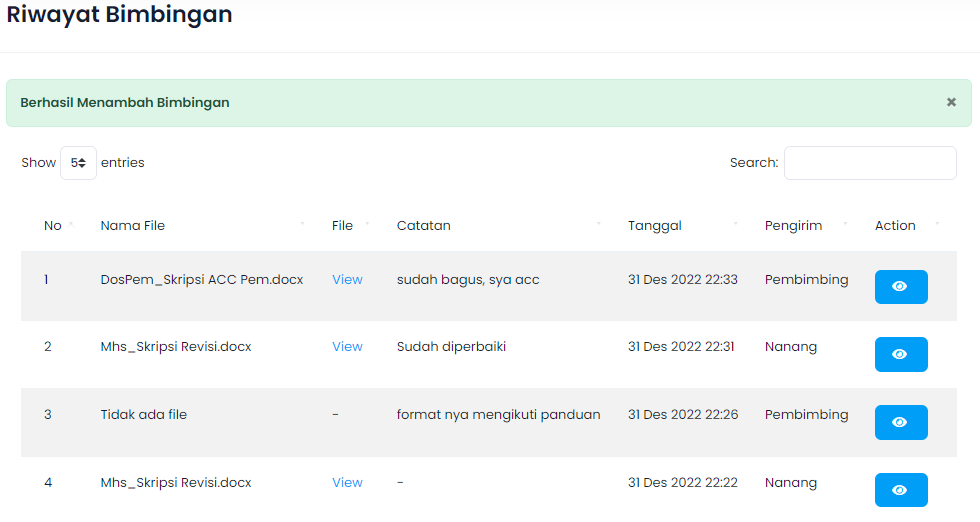 Riwayat Bimbingan
Berhasil Menambah Bimbingan ×
Show 5 entries Search:
No Nama File File Catatan Tanggal Pengirim Action
1 DosPem_Skripsi ACC Pem.docx View sudah bagus, sya acc 31 Des 2022 22:33 Pembimbing
2 Mhs_Skripsi Revisi.docx View Sudah diperbaiki 31 Des 2022 22:31 Nanang
3 Tidak ada file - format nya mengikuti panduan 31 Des 2022 22:26 Pembimbing
4 Mhs_Skripsi Revisi.docx View - 31 Des 2022 22:22 Nanang